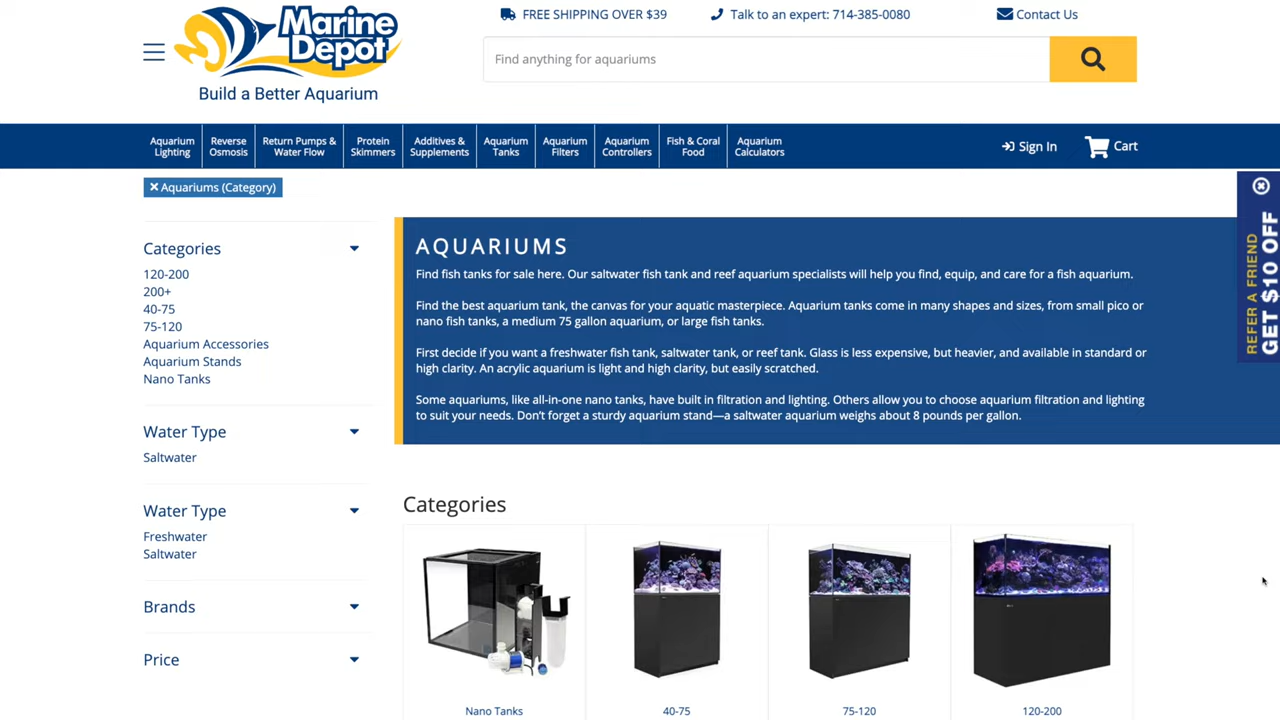 Marine
Depot
Build a Better Aquarium
FREE SHIPPING OVER $39
Talk to an expert: 714-385-0080
Contact Us
Find anything for aquariums
Aquarium
Lighting
Reverse
Osmosis
Return Pumps &
Water Flow
Protein
Skimmers
Additives &
Supplements
Aquarium
Tanks
Aquarium
Filters
Aquarium
Controllers
Fish & Coral
Food
Aquarium
Calculators
Sign In
Cart
Aquariums (Category)
REFER A FRIEND
GET $10 OFF
Categories
120-200
200+
40-75
75-120
Aquarium Accessories
Aquarium Stands
Nano Tanks
Water Type
Saltwater
Water Type
Freshwater
Saltwater
Brands
Price
AQUARIUMS
Find fish tanks for sale here. Our saltwater fish tank and reef aquarium specialists will help you find, equip, and care for a fish aquarium.
Find the best aquarium tank, the canvas for your aquatic masterpiece. Aquarium tanks come in many shapes and sizes, from small pico or
nano fish tanks, a medium 75 gallon aquarium, or large fish tanks.
First decide if you want a freshwater fish tank, saltwater tank, or reef tank. Glass is less expensive, but heavier, and available in standard or
high clarity. An acrylic aquarium is light and high clarity, but easily scratched.
Some aquariums, like all-in-one nano tanks, have built in filtration and lighting. Others allow you to choose aquarium filtration and lighting
to suit your needs. Don't forget a sturdy aquarium stand—a saltwater aquarium weighs about 8 pounds per gallon.
Categories
Nano Tanks
40-75
75-120
120-200